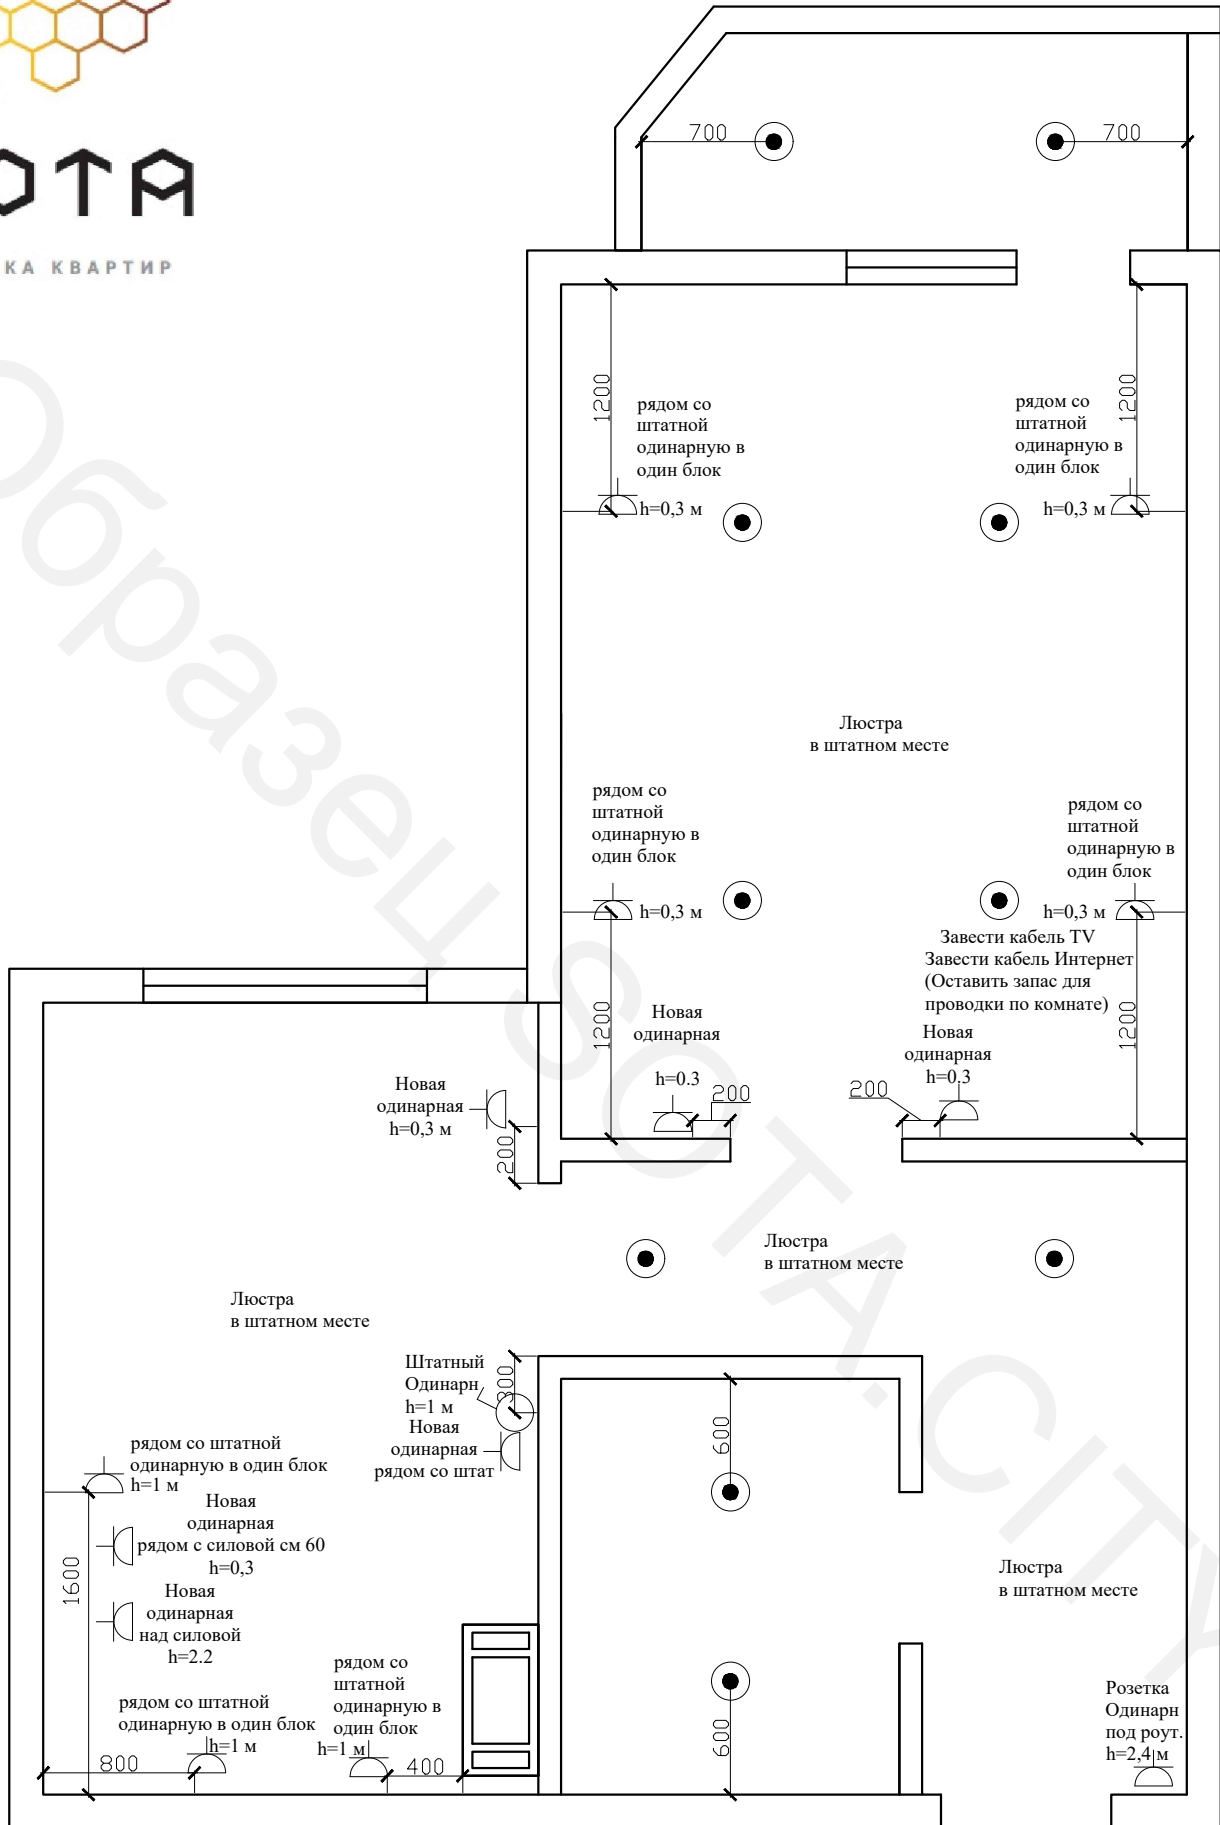 ОТА
КА КВАРТИР
700
700
1200
рядом со
штатной
одинарную в
один блок
h=0,3 м
рядом со
штатной
одинарную в
один блок
h=0,3 м
1200
Люстра
в штатном месте
рядом со
штатной
одинарную в
один блок
h=0,3 м
рядом со
штатной
одинарную в
один блок
h=0,3 м
Завести кабель TV
Завести кабель Интернет
(Оставить запас для
проводки по комнате)
1200
1200
Новая
одинарная
h=0.3
200
Новая
одинарная
h=0.3
200
Новая
одинарная
h=0,3 м
200
Люстра
в штатном месте
Люстра
в штатном месте
Штатный
Одинарн
h=1 м
300
Новая
одинарная
рядом со штат
рядом со штатной
одинарную в один блок
h=1 м
Новая
одинарная
рядом с силовой см 60
h=0,3
1600
Новая
одинарная
над силовой
h=2.2
рядом со штатной
одинарную в один блок
h=1 м
800
рядом со
штатной
одинарную в
один блок
h=1 м
400
600
600
Люстра
в штатном месте
Розетка
Одинарн
под роут.
h=2,4 м
Образец SOTA.CITY